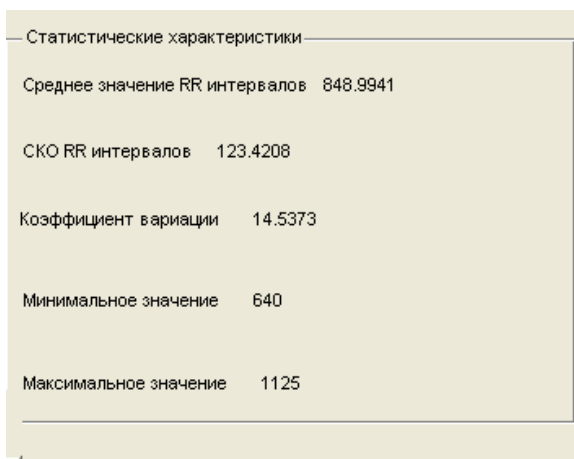 Статистические характеристики
Среднее значение RR интервалов 848.9941
СКО RR интервалов 123.4208
Коэффициент вариации 14.5373
Минимальное значение 640
Максимальное значение 1125